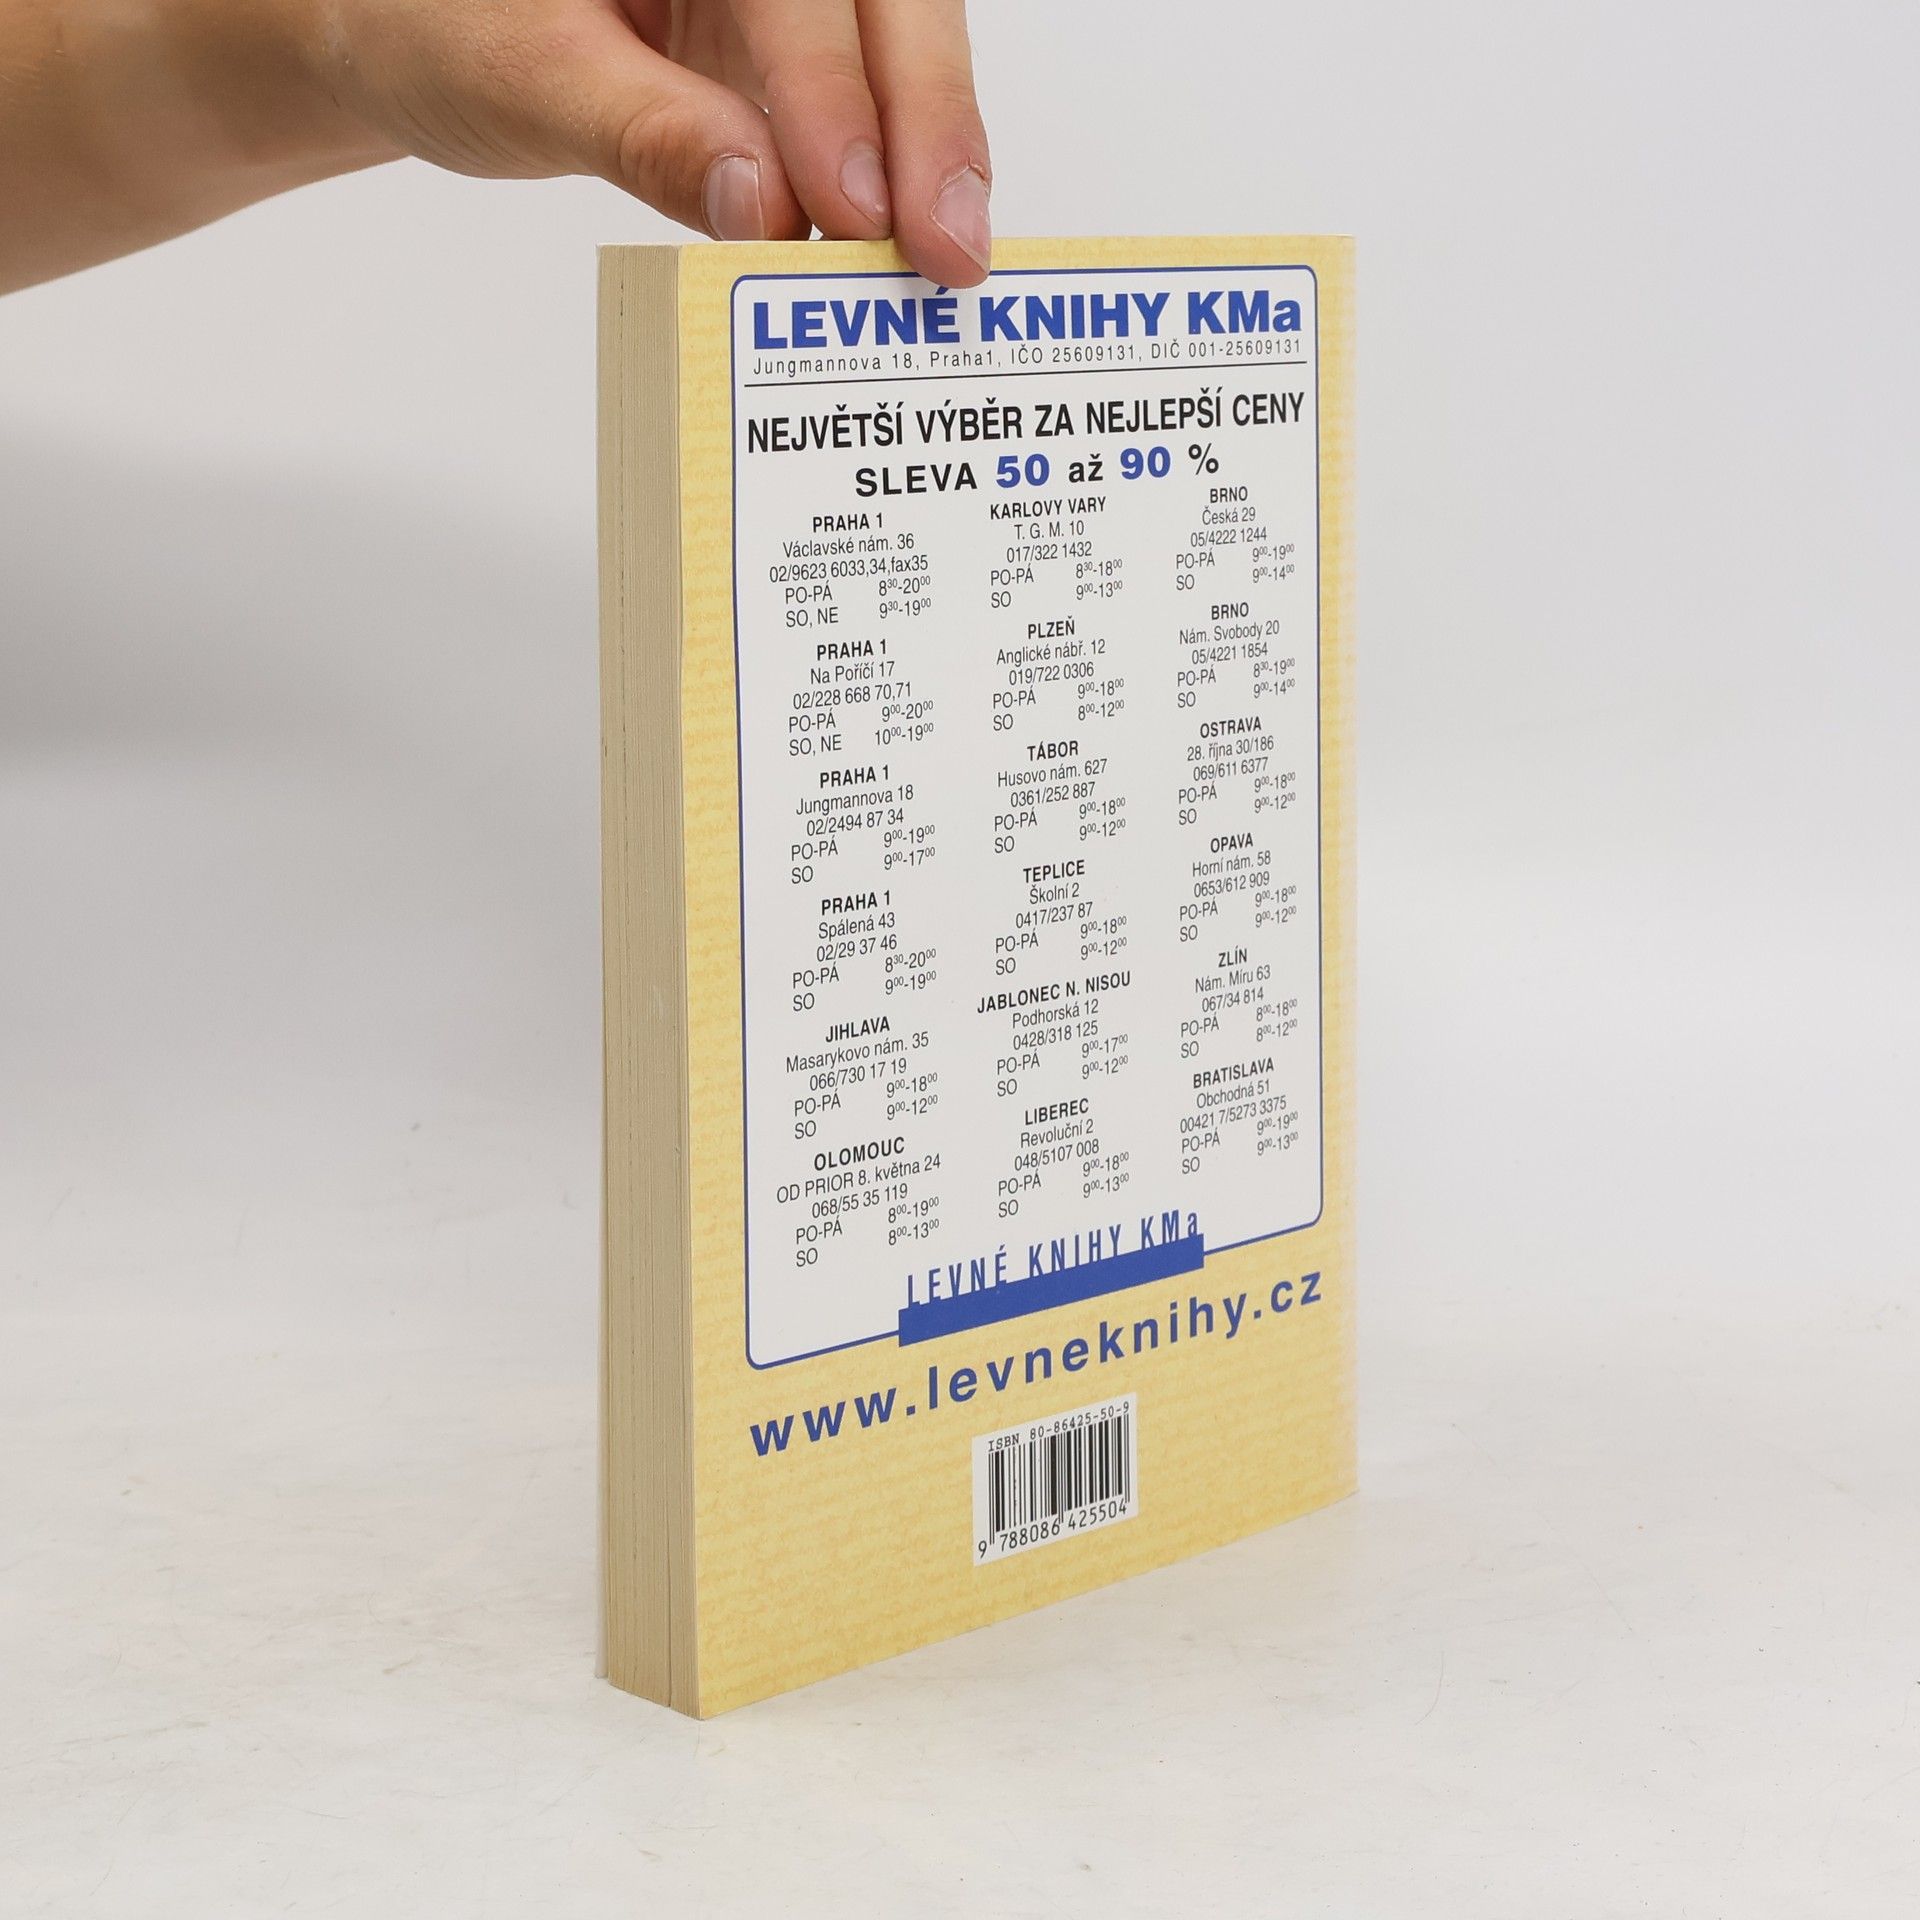 LEVNÉ KNIHY KMa
Jungmannova 18, Praha1, IČO 25609131, DIČ 001-25609131
NEJVĚTŠÍ VÝBĚR ZA NEJLEPŠÍ CENY
SLEVA 50 až 90 %
PRAHA 1
Václavské nám. 36
02/9623 6033,34,fax35
PO-PÁ 8³⁰-20⁰⁰
SO, NE 9³⁰-19⁰⁰
PRAHA 1
Na Poříčí 17
02/228 668 70,71
PO-PÁ 9⁰⁰-20⁰⁰
SO, NE 10⁰⁰-19⁰⁰
PRAHA 1
Jungmannova 18
02/2494 87 34
PO-PÁ 9⁰⁰-19⁰⁰
SO 9⁰⁰-17⁰⁰
PRAHA 1
Spálená 43
02/29 37 46
PO-PÁ 8³⁰-20⁰⁰
SO 9⁰⁰-19⁰⁰
JIHLAVA
Masarykovo nám. 35
066/730 17 19
PO-PÁ 9⁰⁰-18⁰⁰
SO 9⁰⁰-12⁰⁰
OLOMOUC
OD PRIOR 8. května 24
068/55 35 119
PO-PÁ 8⁰⁰-19⁰⁰
SO 8⁰⁰-13⁰⁰
KARLOVY VARY
T. G. M. 10
017/322 1432
PO-PÁ 8³⁰-18⁰⁰
SO 9⁰⁰-13⁰⁰
PLZEŇ
Anglické nábř. 12
019/722 0306
PO-PÁ 9⁰⁰-18⁰⁰
SO 8⁰⁰-12⁰⁰
TÁBOR
Husovo nám. 627
0361/252 887
PO-PÁ 9⁰⁰-18⁰⁰
SO 9⁰⁰-12⁰⁰
TEPLICE
Školní 2
0417/237 87
PO-PÁ 9⁰⁰-18⁰⁰
SO 9⁰⁰-12⁰⁰
JABLONEC N. NISOU
Podhorská 12
0428/318 125
PO-PÁ 9⁰⁰-17⁰⁰
SO 9⁰⁰-12⁰⁰
LIBEREC
Revoluční 2
048/5107 008
PO-PÁ 9⁰⁰-18⁰⁰
SO 9⁰⁰-13⁰⁰
BRNO
Česká 29
05/4222 1244
PO-PÁ 9⁰⁰-19⁰⁰
SO 9⁰⁰-14⁰⁰
BRNO
Nám. Svobody 20
05/4221 1854
PO-PÁ 8³⁰-19⁰⁰
SO 9⁰⁰-14⁰⁰
OSTRAVA
28. října 30/186
069/611 6377
PO-PÁ 9⁰⁰-18⁰⁰
SO 9⁰⁰-12⁰⁰
OPAVA
Horní nám. 58
0653/612 909
PO-PÁ 9⁰⁰-18⁰⁰
SO 9⁰⁰-12⁰⁰
ZLÍN
Nám. Míru 63
067/34 814
PO-PÁ 8⁰⁰-18⁰⁰
SO 8⁰⁰-12⁰⁰
BRATISLAVA
Obchodná 51
00421 7/5273 3375
PO-PÁ 9⁰⁰-19⁰⁰
SO 9⁰⁰-13⁰⁰
LEVNÉ KNIHY KMa
www.levneknihy.cz
ISBN 80-86425-50-9
9 788086 425504